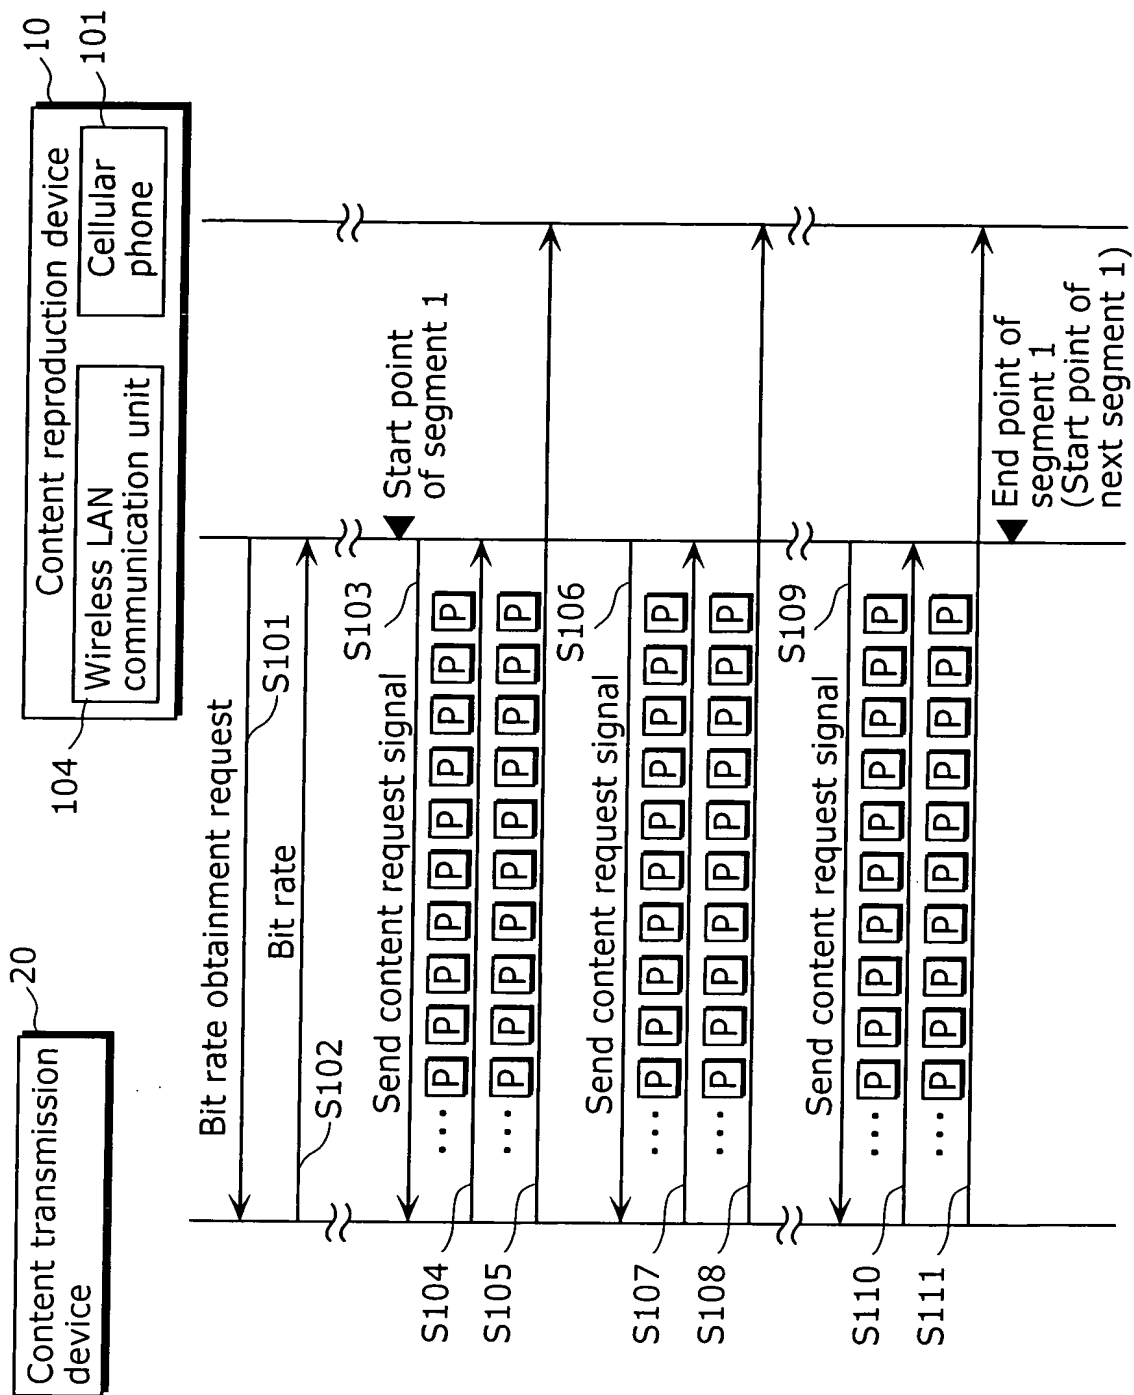 20
Content transmission
device
10
Content reproduction device
104
Wireless LAN
communication unit
101
Cellular
phone
Bit rate obtainment request
S101
Bit rate
S102
Start point
of segment 1
Send content request signal
S103
S104
... P P P P P P P P P P
S105
... P P P P P P P P P P
Send content request signal
S106
S107
... P P P P P P P P P P
S108
... P P P P P P P P P P
Send content request signal
S109
S110
... P P P P P P P P P P
S111
... P P P P P P P P P P
End point of
segment 1
(Start point of
next segment 1)